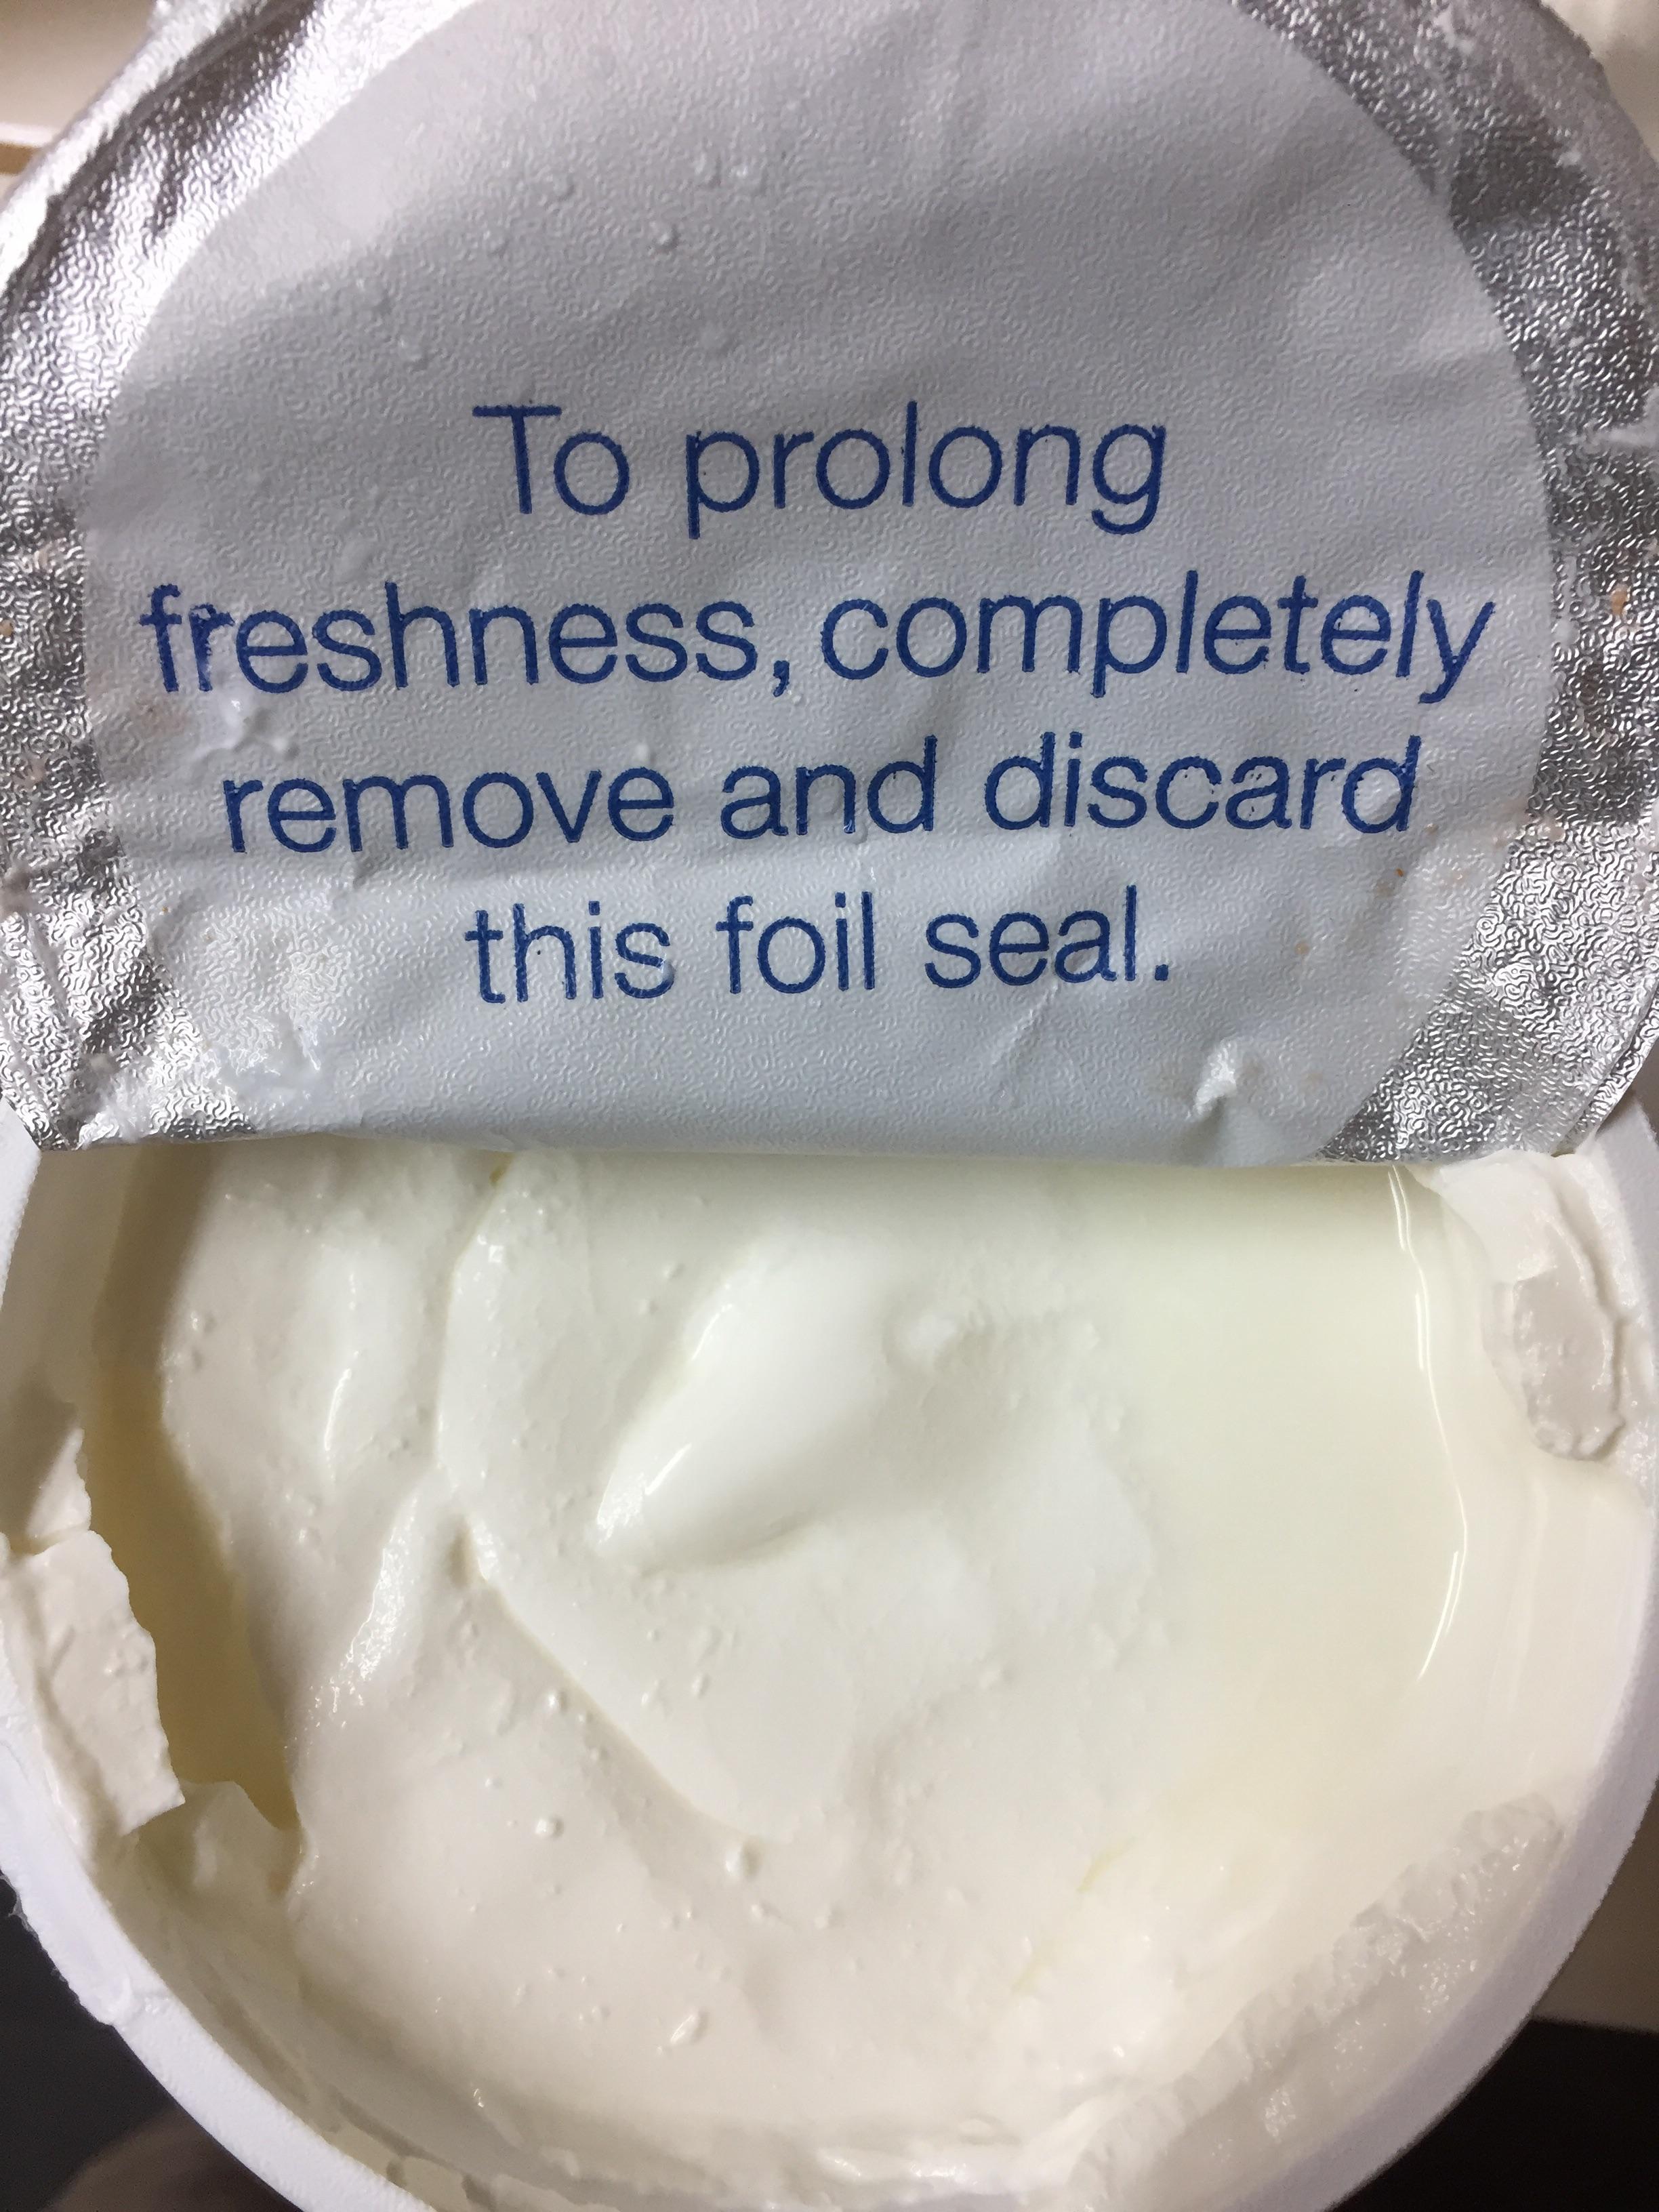 To prolong
freshness, completely
remove and discard
this foil seal.